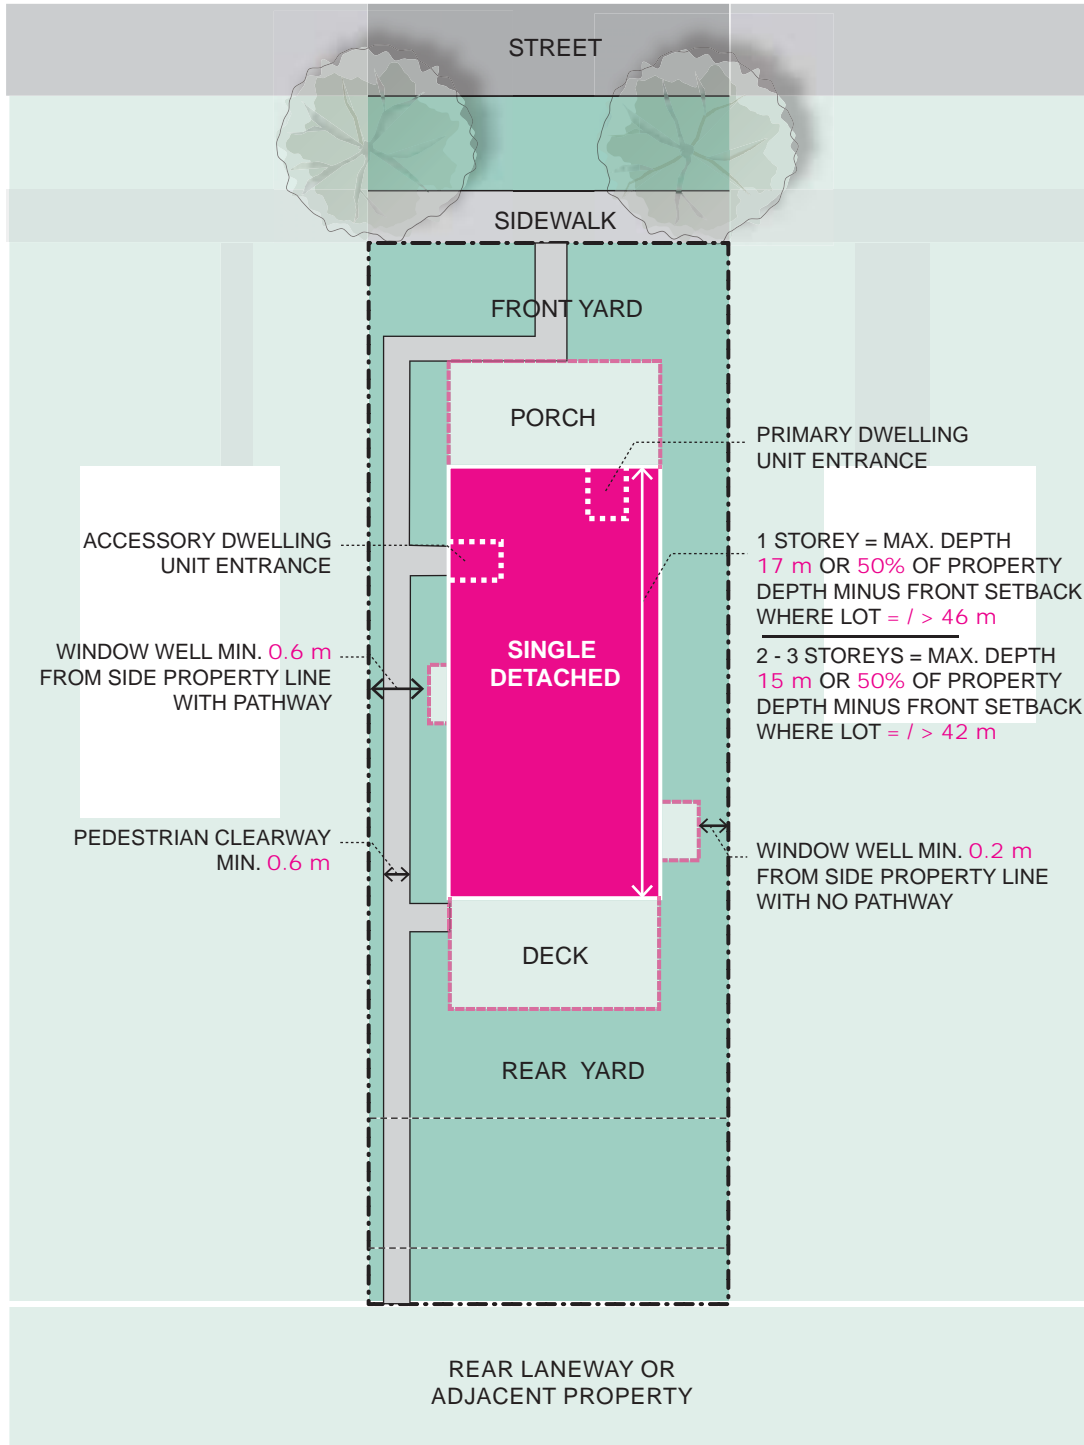 STREET
SIDEWALK
FRONT YARD
PORCH
PRIMARY DWELLING
UNIT ENTRANCE
ACCESSORY DWELLING
UNIT ENTRANCE
1 STOREY = MAX. DEPTH
17 m OR 50% OF PROPERTY
DEPTH MINUS FRONT SETBACK
WHERE LOT = / > 46 m
WINDOW WELL MIN. 0.6 m
FROM SIDE PROPERTY LINE
WITH PATHWAY
SINGLE
DETACHED
2 - 3 STOREYS = MAX. DEPTH
15 m OR 50% OF PROPERTY
DEPTH MINUS FRONT SETBACK
WHERE LOT = / > 42 m
PEDESTRIAN CLEARWAY
MIN. 0.6 m
WINDOW WELL MIN. 0.2 m
FROM SIDE PROPERTY LINE
WITH NO PATHWAY
DECK
REAR YARD
REAR LANEWAY OR
ADJACENT PROPERTY